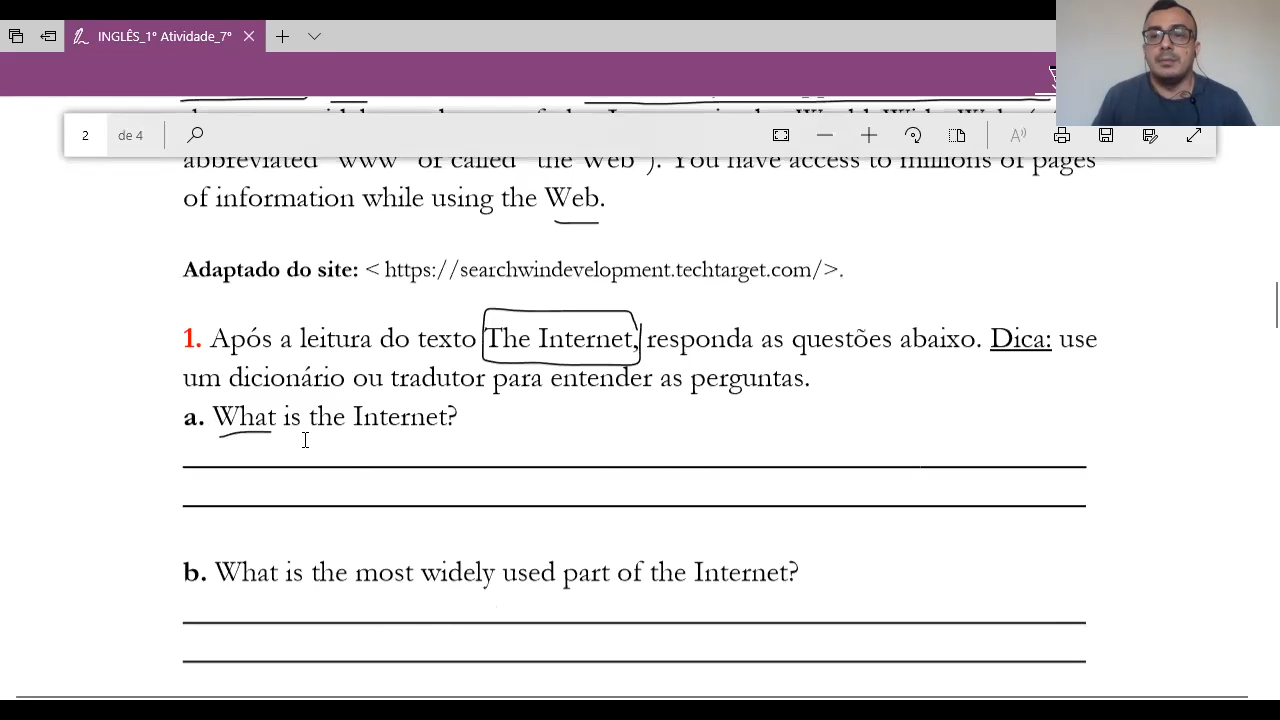 INGLÊS_1º Atividade_7º
2 de 4
abbreviated "www" or called "the Web"). You have access to millions of pages
of information while using the Web.
Adaptado do site: < https://searchwindevelopment.techtarget.com/>.
1. Após a leitura do texto The Internet, responda as questões abaixo. Dica: use
um dicionário ou tradutor para entender as perguntas.
a. What is the Internet?
b. What is the most widely used part of the Internet?